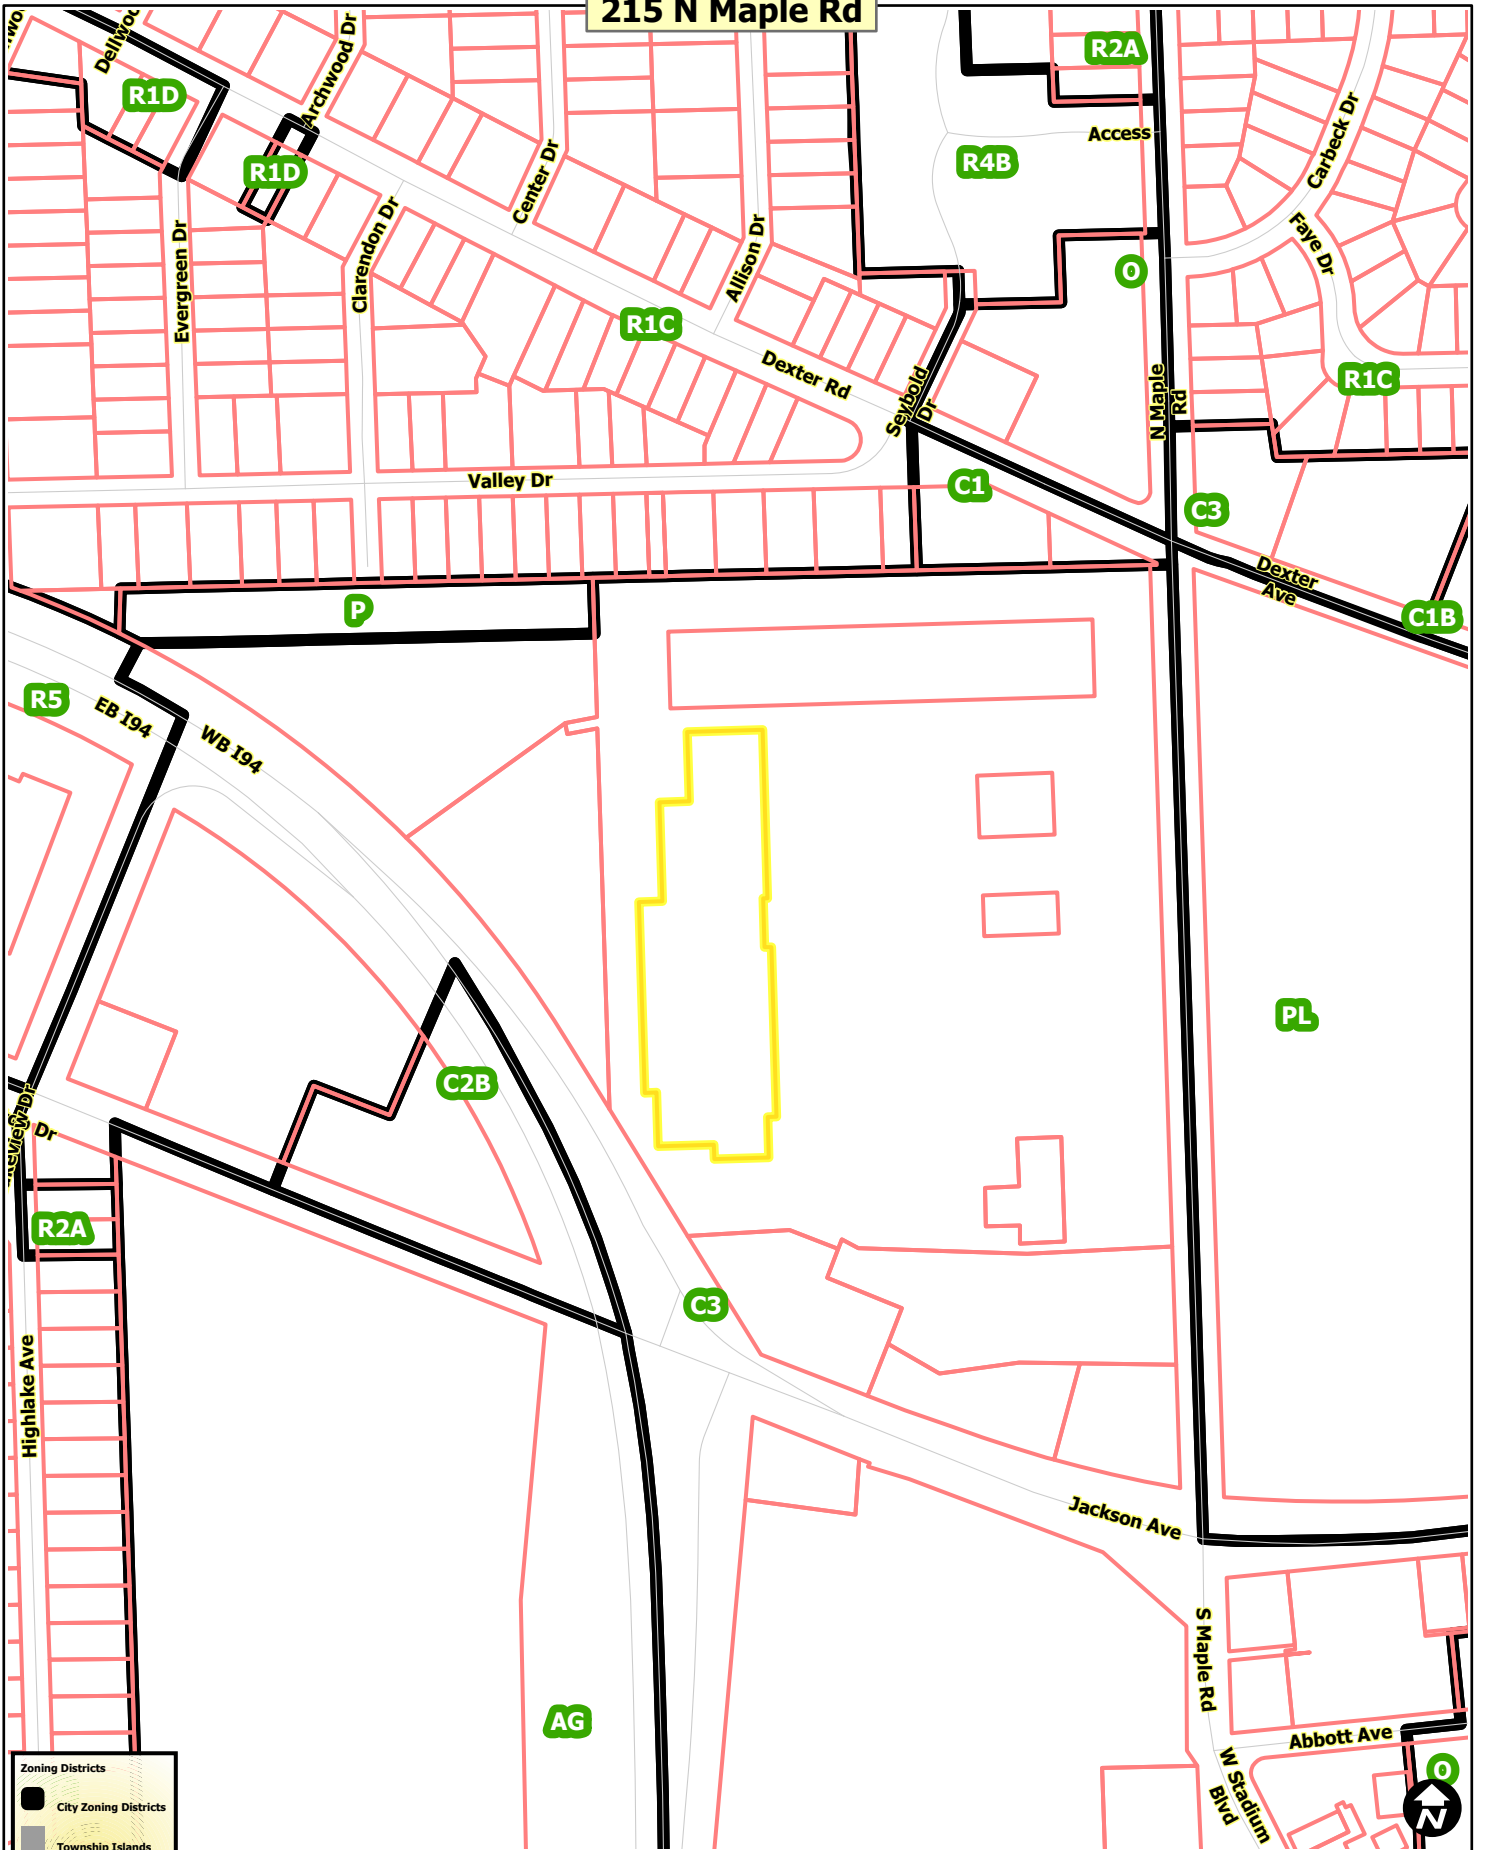 215 N Maple Rd
Archwood Dr
R2A
R1D
Access
Carbeck Dr
R4B
R1D
Center Dr
Clarendon Dr
Evergreen Dr
Allison Dr
Faye Dr
O
R1C
Dexter Rd
Seybold
Dr
N Maple
Rd
R1C
Valley Dr
C1
C3
Dexter
Ave
P
C1B
R5
EB I94
WB I94
PL
C2B
Dr
R2A
C3
Highlake Ave
Jackson Ave
S Maple Rd
AG
Abbott Ave
W Stadium
Blvd
O
N
Zoning Districts
City Zoning Districts
Township Islands